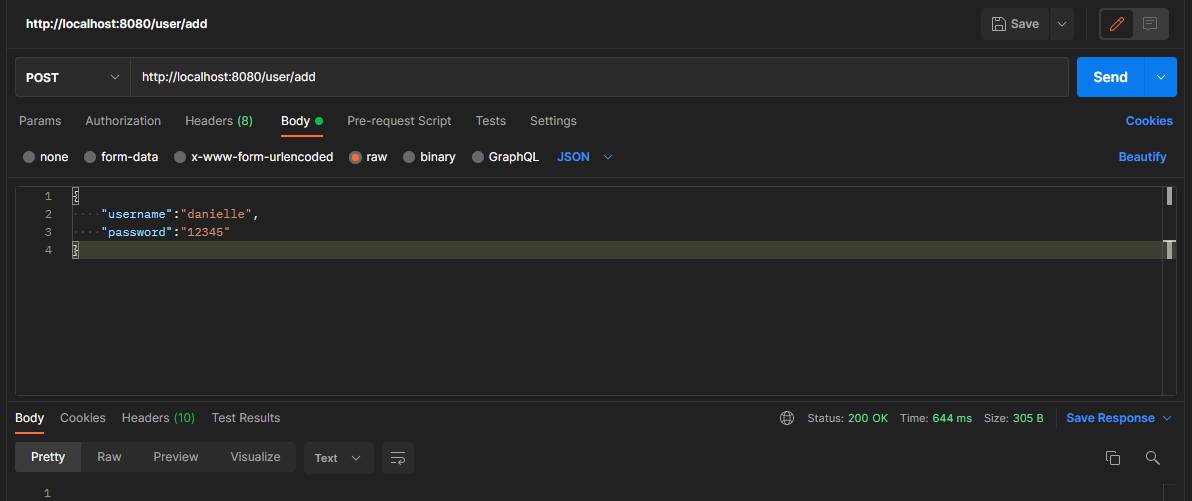 http://localhost:8080/user/add Save
POST http://localhost:8080/user/add Send
Params Authorization Headers (8) Body Pre-request Script Tests Settings Cookies
none form-data x-www-form-urlencoded raw binary GraphQL JSON Beautify
1 {
2 "username":"danielle",
3 "password":"12345"
4 }
Body Cookies Headers (10) Test Results Status: 200 OK Time: 644 ms Size: 305 B Save Response
Pretty Raw Preview Visualize Text
1